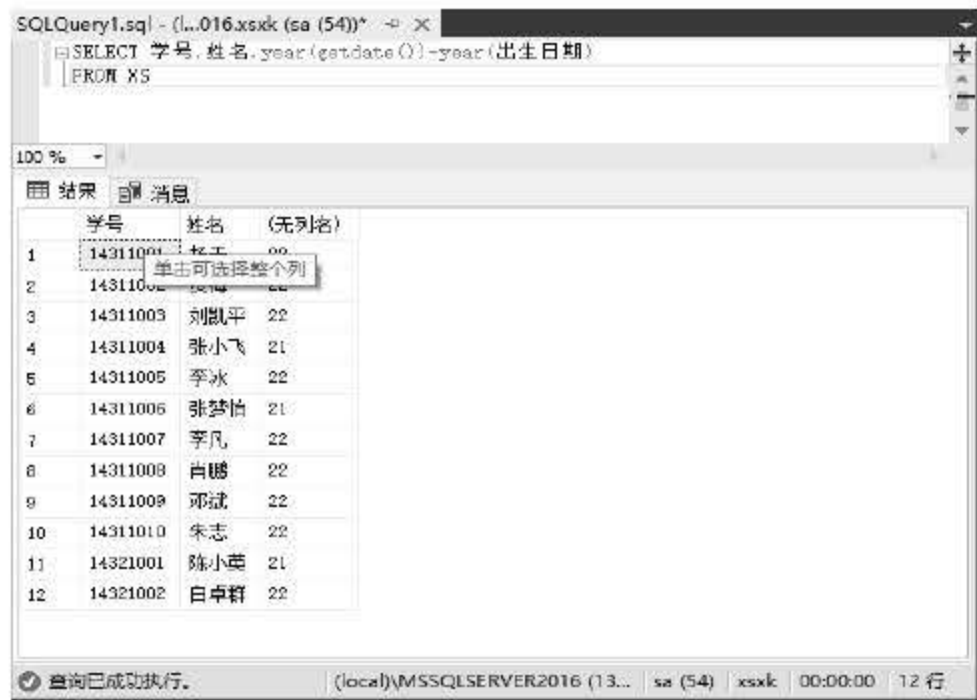 SQLQuery1.sql - (l...016.xsxk (sa (54))*
SELECT 学号,姓名,year(getdate())-year(出生日期)
FROM XS
100 %
结果 消息
学号 姓名 (无列名)
1 14311001
单击可选择整个列
2 14311002
3 14311003 刘凯平 22
4 14311004 张小飞 21
5 14311005 李冰 22
6 14311006 张梦怡 21
7 14311007 李凡 22
8 14311008 肖鹏 22
9 14311009 邓斌 22
10 14311010 朱志 22
11 14321001 陈小英 21
12 14321002 白卓群 22
查询已成功执行。 (local)\MSSQLSERVER2016 (13... sa (54) xsxk 00:00:00 12 行